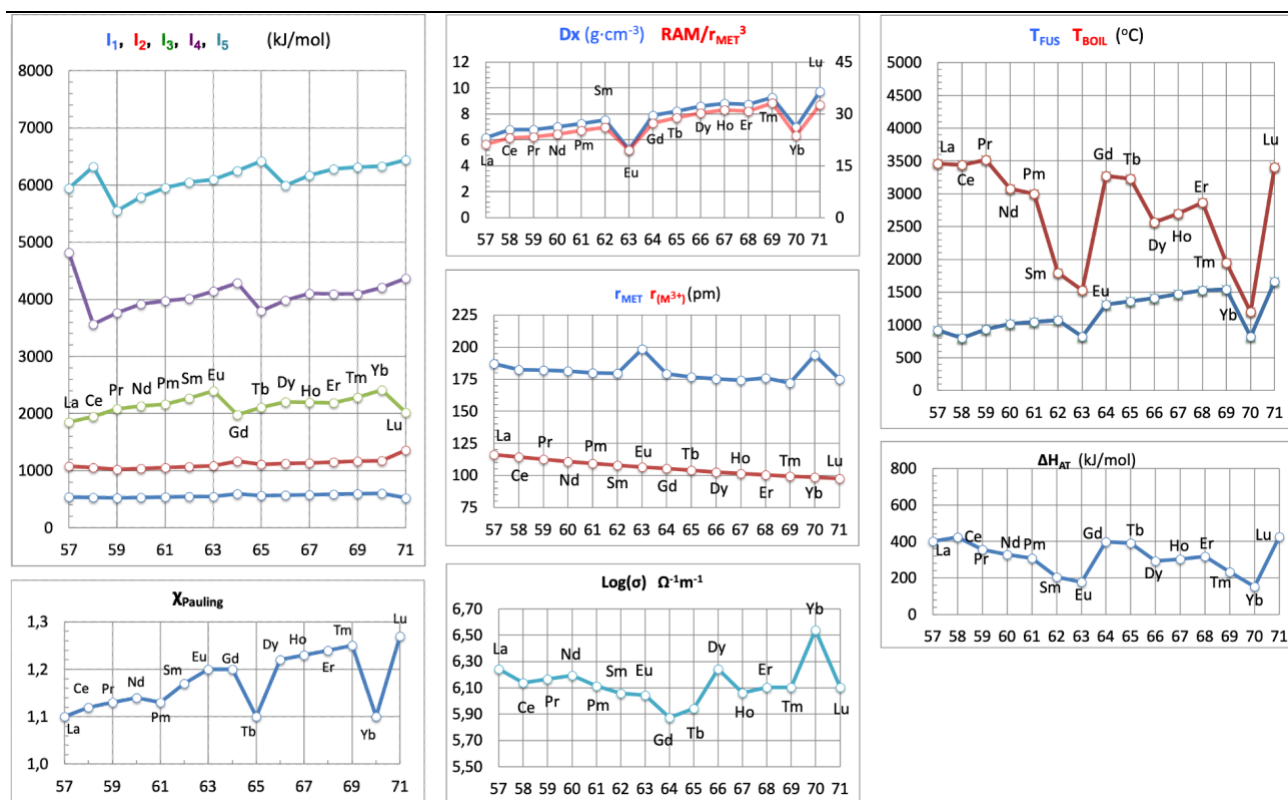 I₁, I₂, I₃, I₄, I₅ (kJ/mol)
8000
7000
6000
5000
4000
3000
2000
1000
0
La Ce Pr Nd Pm Sm Eu Gd Tb Dy Ho Er Tm Yb Lu
57 59 61 63 65 67 69 71
Dx (g·cm⁻³) RAM/r_MET³
12 45
10
8 30
6
4 15
2
0 0
La Ce Pr Nd Pm Sm Eu Gd Tb Dy Ho Er Tm Yb Lu
57 58 59 60 61 62 63 64 65 66 67 68 69 70 71
T_FUS T_BOIL (°C)
5000
4500
4000
3500
3000
2500
2000
1500
1000
500
0
La Ce Pr Nd Pm Sm Eu Gd Tb Dy Ho Er Tm Yb Lu
57 58 59 60 61 62 63 64 65 66 67 68 69 70 71
r_MET r_(M³⁺) (pm)
225
200
175
150
125
100
75
La Ce Pr Nd Pm Sm Eu Gd Tb Dy Ho Er Tm Yb Lu
57 58 59 60 61 62 63 64 65 66 67 68 69 70 71
ΔH_AT (kJ/mol)
800
600
400
200
0
La Ce Pr Nd Pm Sm Eu Gd Tb Dy Ho Er Tm Yb Lu
57 58 59 60 61 62 63 64 65 66 67 68 69 70 71
χ_Pauling
1,3
1,2
1,1
1,0
La Ce Pr Nd Pm Sm Eu Gd Tb Dy Ho Er Tm Yb Lu
57 59 61 63 65 67 69 71
Log(σ) Ω⁻¹m⁻¹
6,70
6,50
6,30
6,10
5,90
5,70
5,50
La Ce Pr Nd Pm Sm Eu Gd Tb Dy Ho Er Tm Yb Lu
57 58 59 60 61 62 63 64 65 66 67 68 69 70 71